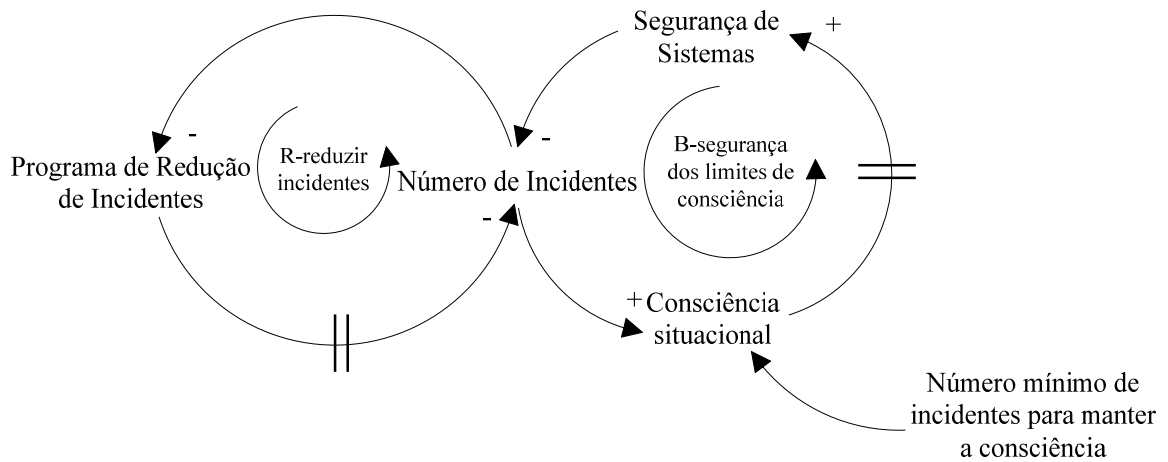 Segurança de
Sistemas
+
-
-
Programa de Redução
de Incidentes
R-reduzir
incidentes
Número de Incidentes
-
B-segurança
dos limites de
consciência
+ Consciência
situacional
Número mínimo de
incidentes para manter
a consciência